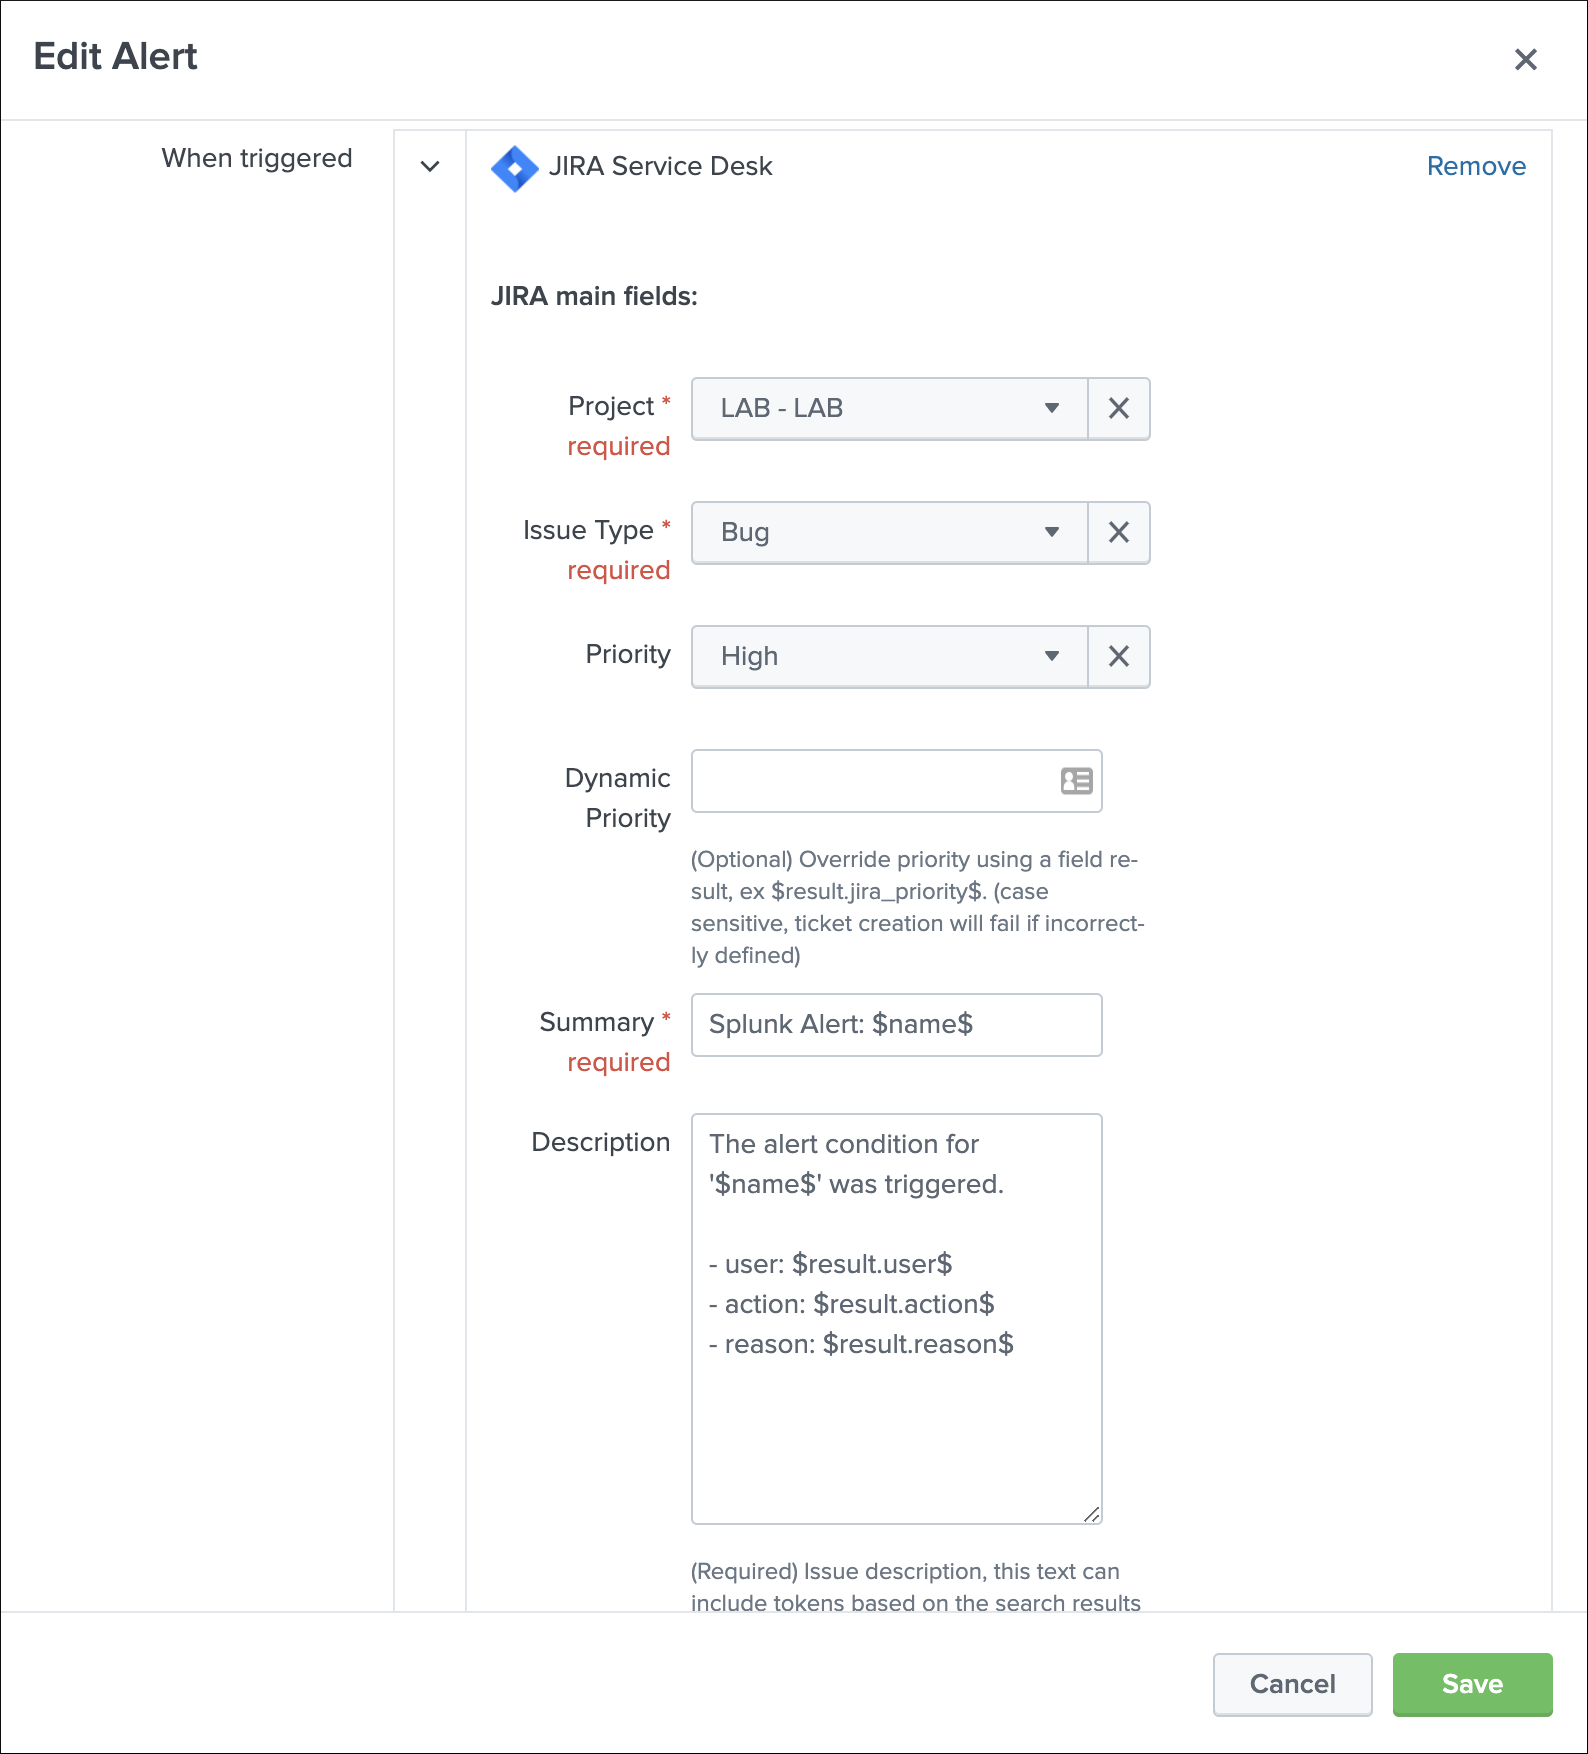 Edit Alert
When triggered
JIRA Service Desk
Remove
JIRA main fields:
Project *
required
LAB - LAB
Issue Type *
required
Bug
Priority
High
Dynamic
Priority
(Optional) Override priority using a field re-
sult, ex $result.jira_priority$. (case
sensitive, ticket creation will fail if incorrect-
ly defined)
Summary *
required
Splunk Alert: $name$
Description
The alert condition for
'$name$' was triggered.
- user: $result.user$
- action: $result.action$
- reason: $result.reason$
(Required) Issue description, this text can
include tokens based on the search results
Cancel
Save